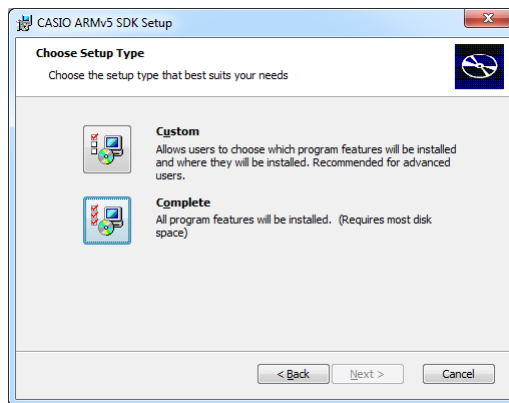 CASIO ARMv5 SDK Setup
Choose Setup Type
Choose the setup type that best suits your needs
Custom
Allows users to choose which program features will be installed
and where they will be installed. Recommended for advanced
users.
Complete
All program features will be installed. (Requires most disk
space)
< Back Next > Cancel